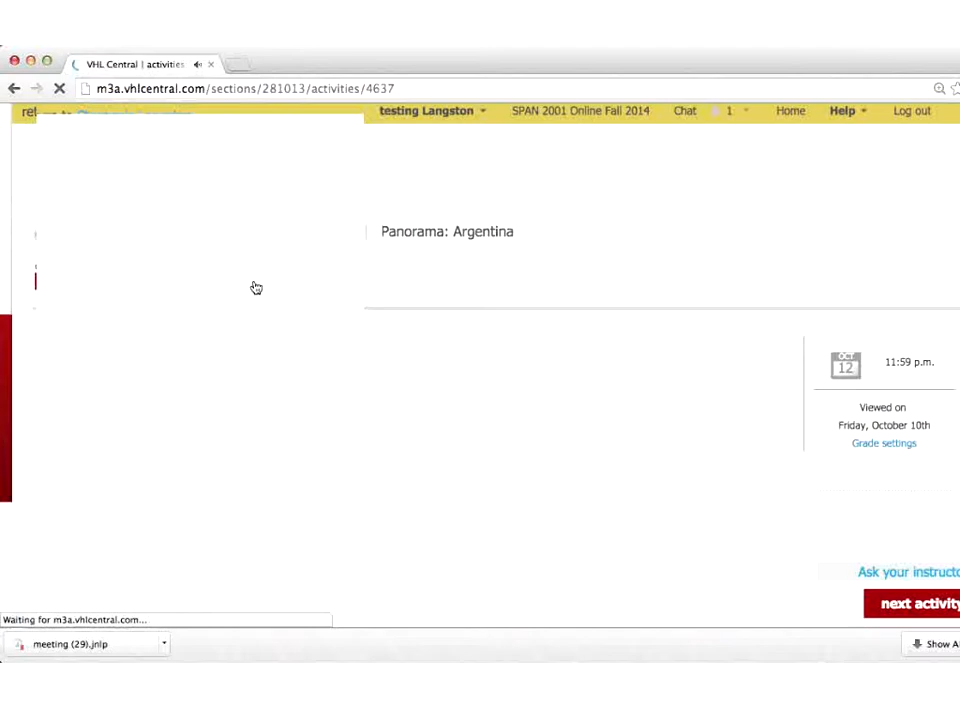 VHL Central | activities
m3a.vhlcentral.com/sections/281013/activities/4637
testing Langston SPAN 2001 Online Fall 2014 Chat 1 Home Help Log out
Panorama: Argentina
OCT
12
11:59 p.m.
Viewed on
Friday, October 10th
Grade settings
Ask your instructo
next activity
Waiting for m3a.vhlcentral.com...
meeting (29).jnlp
Show A